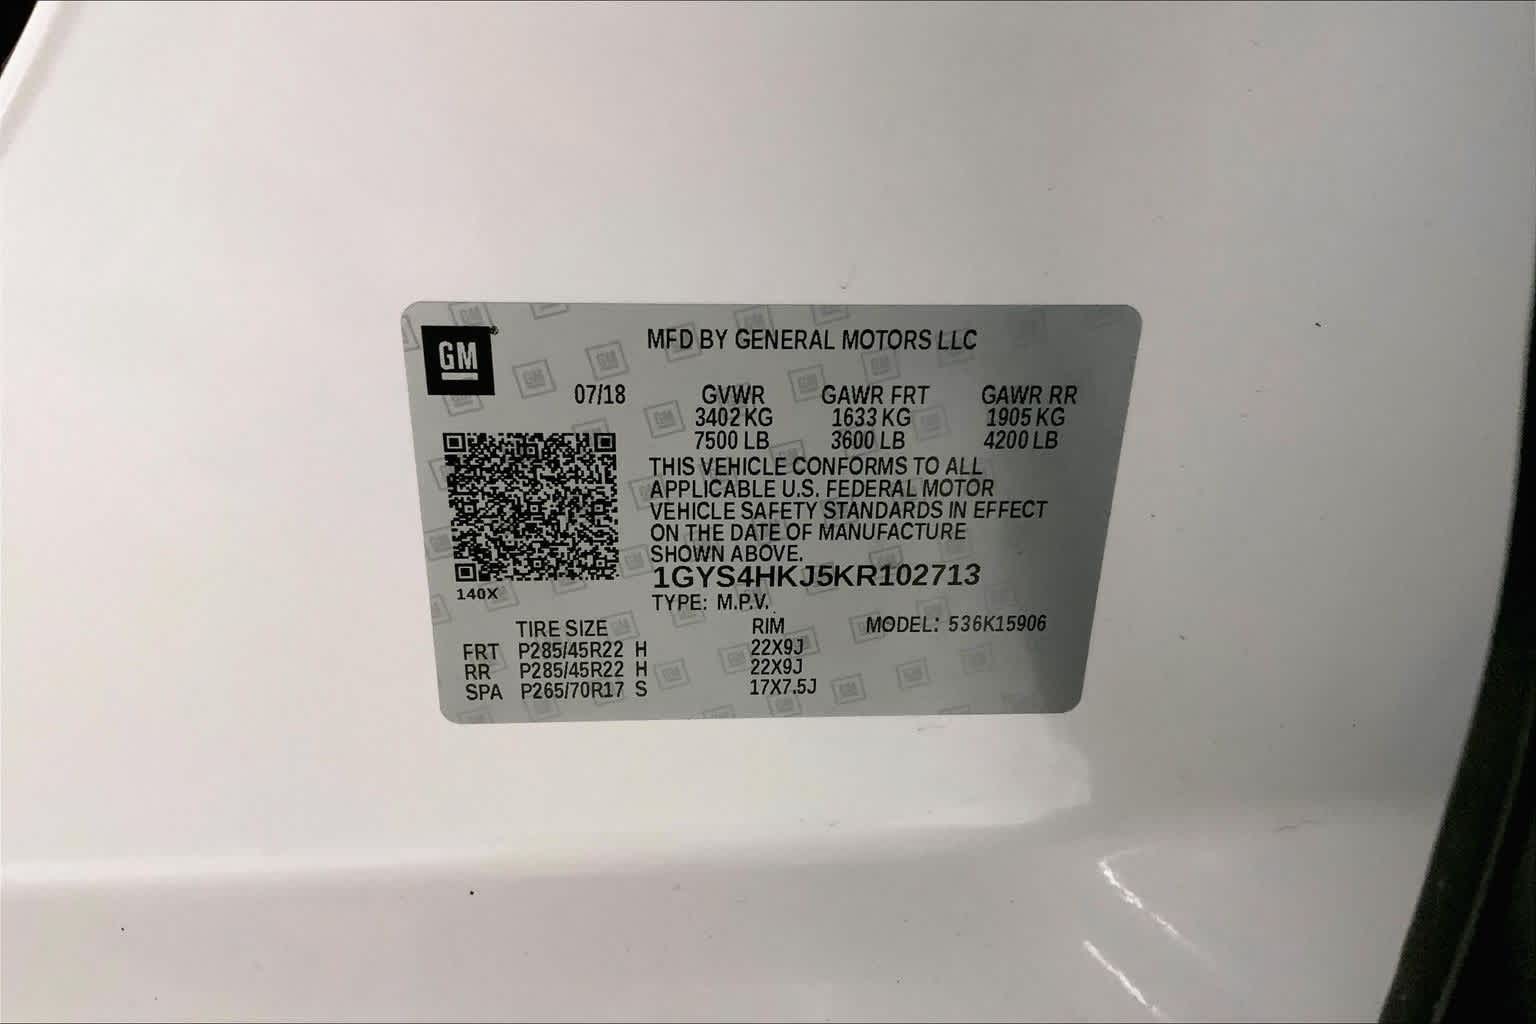 GM
MFD BY GENERAL MOTORS LLC
07/18 GVWR GAWR FRT GAWR RR
3402 KG 1633 KG 1905 KG
7500 LB 3600 LB 4200 LB
THIS VEHICLE CONFORMS TO ALL
APPLICABLE U.S. FEDERAL MOTOR
VEHICLE SAFETY STANDARDS IN EFFECT
ON THE DATE OF MANUFACTURE
SHOWN ABOVE.
1GYS4HKJ5KR102713
140X
TYPE: M.P.V.
TIRE SIZE RIM MODEL: 536K15906
FRT P285/45R22 H 22X9J
RR P285/45R22 H 22X9J
SPA P265/70R17 S 17X7.5J